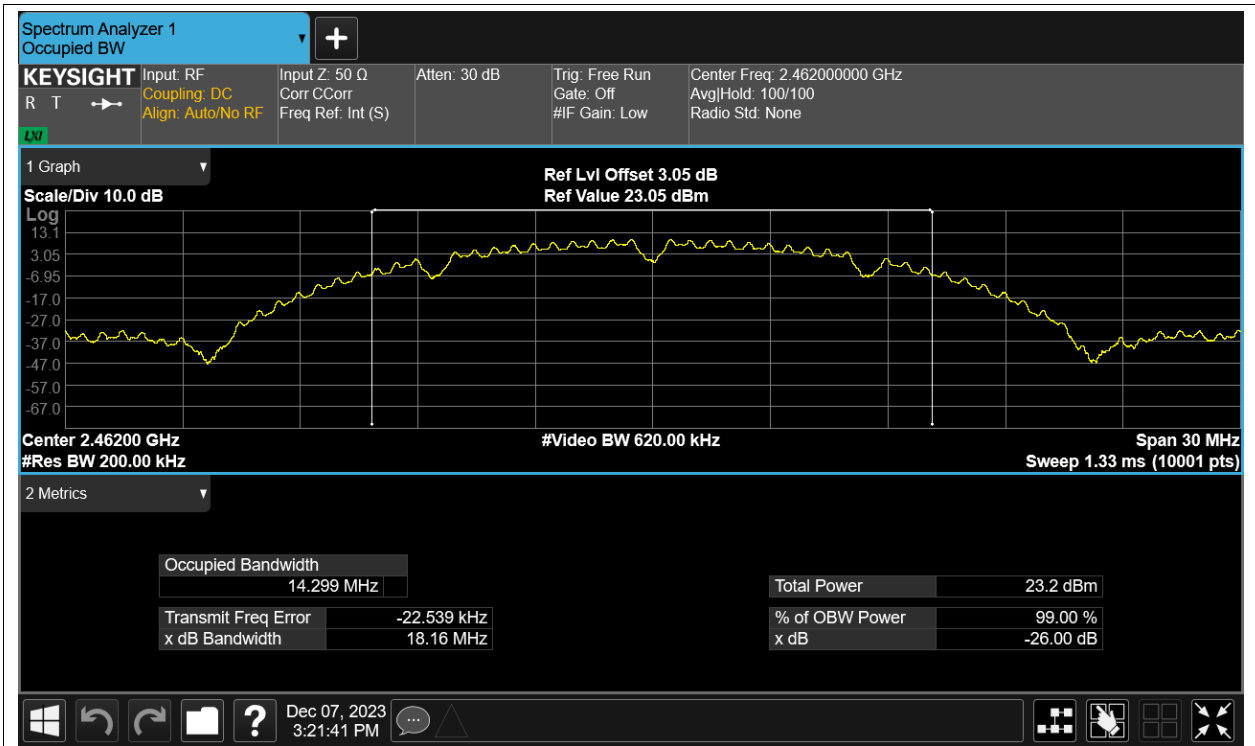 Spectrum Analyzer 1
Occupied BW
KEYSIGHT
R T
LXI
Input: RF
Coupling: DC
Align: Auto/No RF
Input Z: 50 Ω
Corr CCorr
Freq Ref: Int (S)
Atten: 30 dB
Trig: Free Run
Gate: Off
#IF Gain: Low
Center Freq: 2.462000000 GHz
Avg|Hold: 100/100
Radio Std: None
1 Graph
Scale/Div 10.0 dB
Ref Lvl Offset 3.05 dB
Ref Value 23.05 dBm
Log
13.1
3.05
-6.95
-17.0
-27.0
-37.0
-47.0
-57.0
-67.0
Center 2.46200 GHz
#Video BW 620.00 kHz
Span 30 MHz
#Res BW 200.00 kHz
Sweep 1.33 ms (10001 pts)
2 Metrics
Occupied Bandwidth
14.299 MHz
Total Power 23.2 dBm
Transmit Freq Error -22.539 kHz
% of OBW Power 99.00 %
x dB Bandwidth 18.16 MHz
x dB -26.00 dB
?
Dec 07, 2023
3:21:41 PM